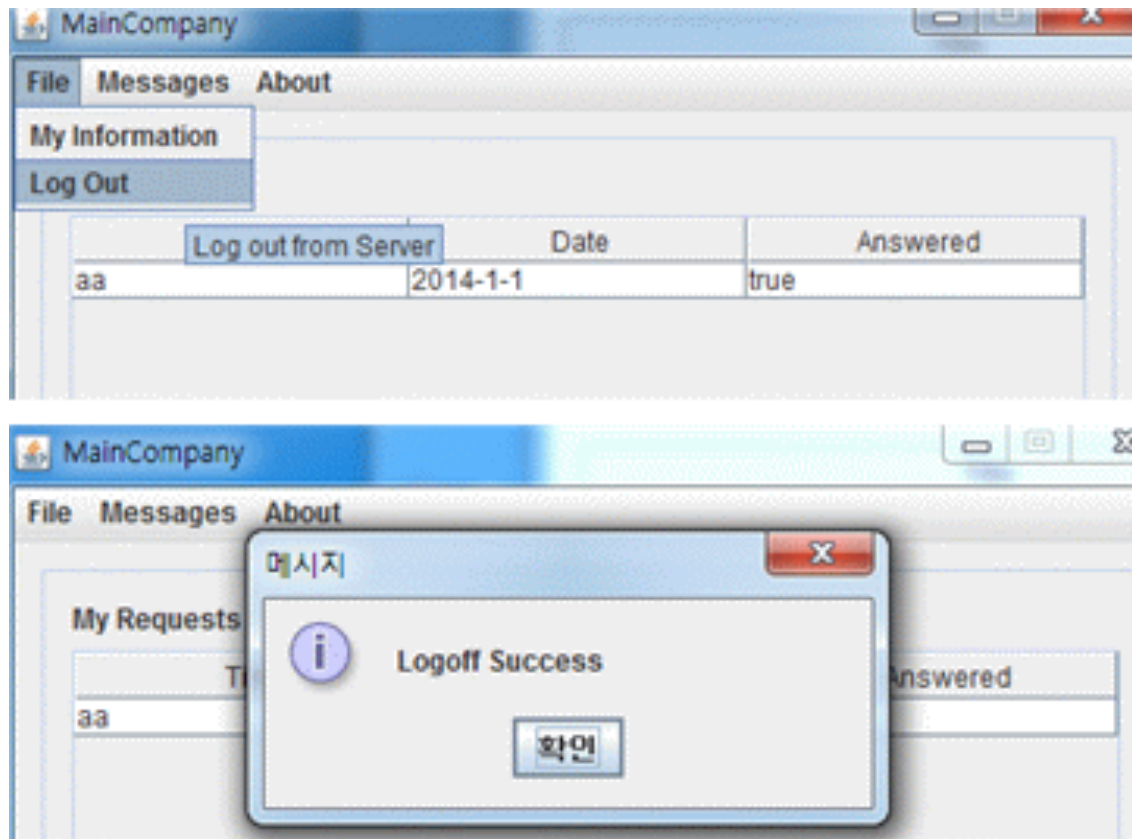 MainCompany
File Messages About
My Information
Log Out
Log out from Server Date Answered
aa 2014-1-1 true
MainCompany
File Messages About
메시지
My Requests
Logoff Success
Answered
aa
확인